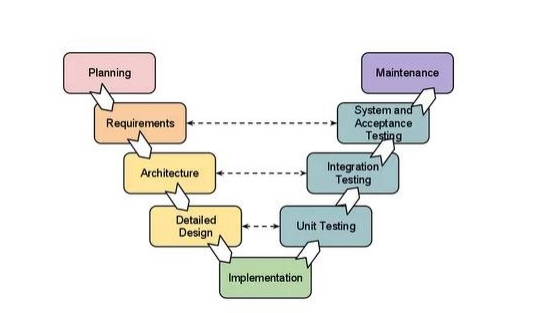 Planning
Maintenance
Requirements
System and
Acceptance
Testing
Architecture
Integration
Testing
Detailed
Design
Unit Testing
Implementation